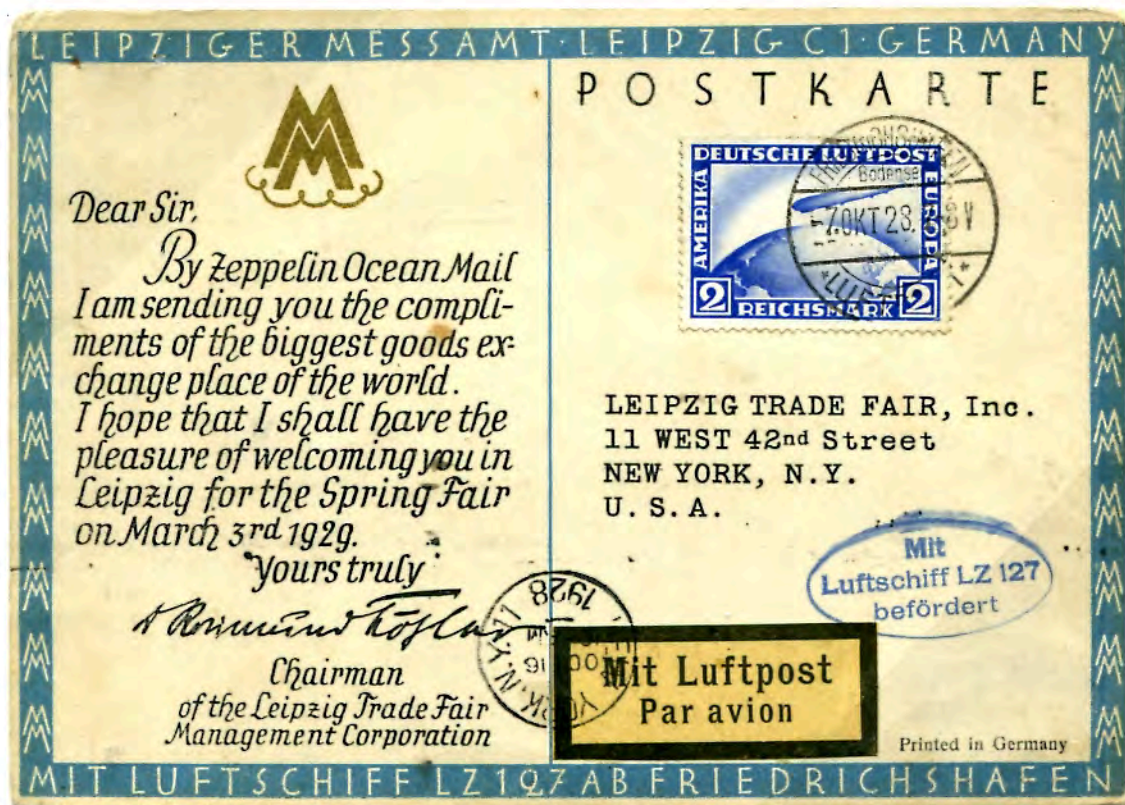 LEIPZIGER MESSAMT · LEIPZIG C1 · GERMANY
Dear Sir,
By Zeppelin Ocean Mail
I am sending you the compli-
ments of the biggest goods ex-
change place of the world.
I hope that I shall have the
pleasure of welcoming you in
Leipzig for the Spring Fair
on March 3rd 1929.
Yours truly
Chairman
of the Leipzig Trade Fair
Management Corporation
POSTKARTE
DEUTSCHE LUFTPOST
AMERIKA
EUROPA
2 REICHSMARK 2
Bodensee
7.OKT 28.
LEIPZIG TRADE FAIR, Inc.
11 WEST 42nd Street
NEW YORK, N.Y.
U.S.A.
Mit
Luftschiff LZ 127
befördert
YORK, N.Y.
1928
16
Mit Luftpost
Par avion
Printed in Germany
MIT LUFTSCHIFF LZ 127 AB FRIEDRICHSHAFEN